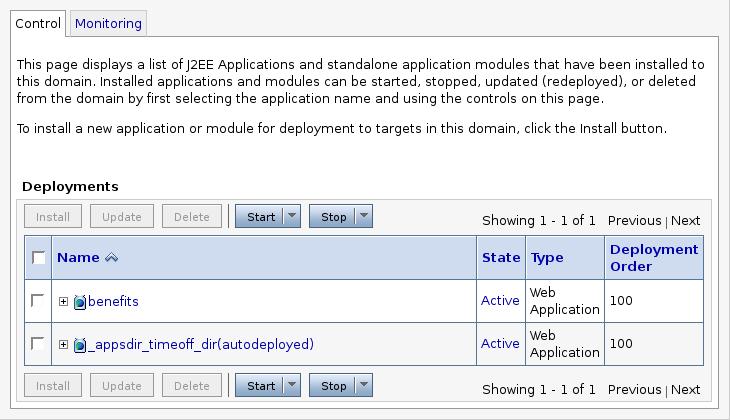 Control Monitoring
This page displays a list of J2EE Applications and standalone application modules that have been installed to
this domain. Installed applications and modules can be started, stopped, updated (redeployed), or deleted
from the domain by first selecting the application name and using the controls on this page.
To install a new application or module for deployment to targets in this domain, click the Install button.
Deployments
Install Update Delete Start Stop Showing 1 - 1 of 1 Previous | Next
Name State Type Deployment
Order
benefits Active Web
Application 100
_appsdir_timeoff_dir(autodeployed) Active Web
Application 100
Install Update Delete Start Stop Showing 1 - 1 of 1 Previous | Next